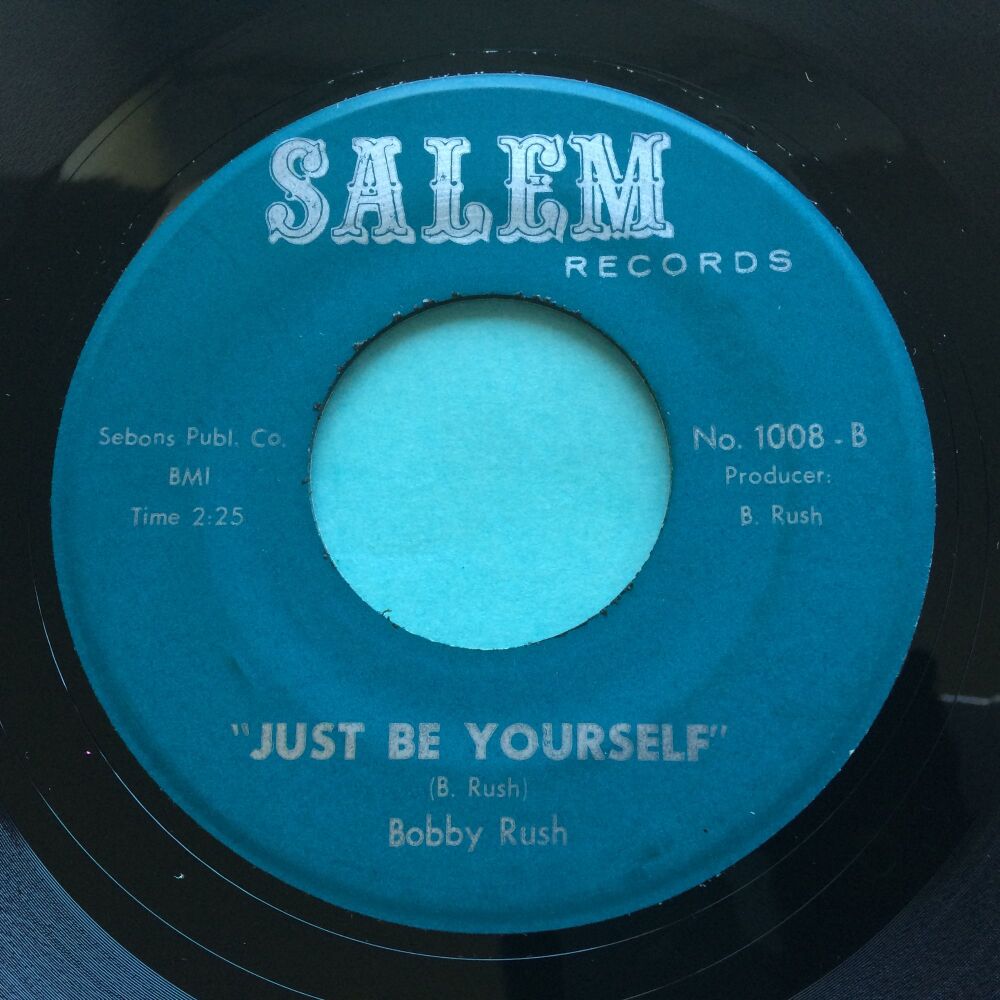 SALEM
RECORDS
Sebons Publ. Co.
BMI
Time 2:25
No. 1008 - B
Producer:
B. Rush
"JUST BE YOURSELF"
(B. Rush)
Bobby Rush